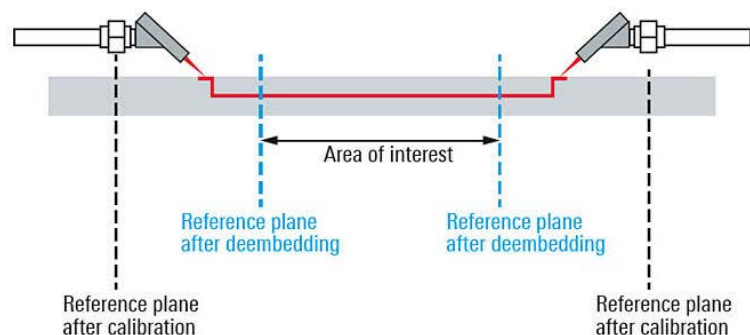 Area of interest
Reference plane
after deembedding
Reference plane
after deembedding
Reference plane
after calibration
Reference plane
after calibration